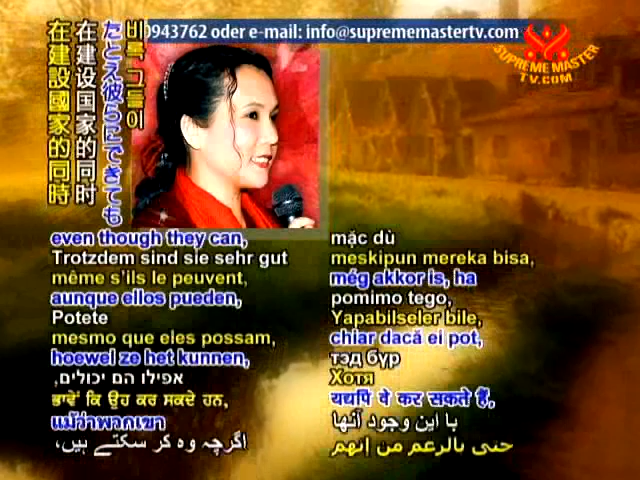 0943762 oder e-mail: info@suprememastertv.com
SUPREME MASTER
TV.COM
비록 그들이
たとえ彼らにできても
在建设国家的同时
在建設國家的同時
even though they can,
Trotzdem sind sie sehr gut
même s'ils le peuvent,
aunque ellos pueden,
Potete
mesmo que eles possam,
hoewel ze het kunnen,
אפילו הם יכולים,
ਭਾਵੇਂ ਕਿ ਉਹ ਕਰ ਸਕਦੇ ਹਨ,
แม้ว่าพวกเขา
اگرچہ وہ کر سکتے ہیں،
mặc dù
meskipun mereka bisa,
még akkor is, ha
pomimo tego,
Yapabilseler bile,
chiar dacă ei pot,
тэд бүр
Хотя
यद्यपि वे कर सकते हैं,
با این وجود آنها
حتى بالرغم من إنهم